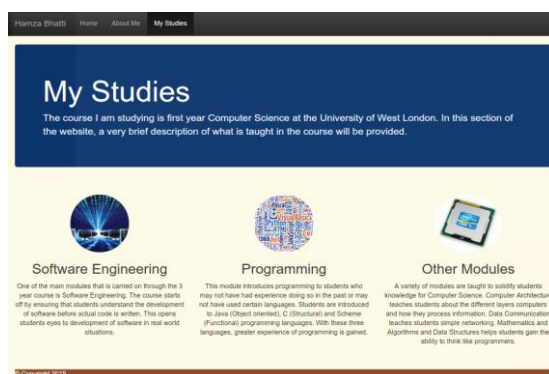 Hamza Bhatti Home About Me My Studies
My Studies
The course I am studying is first year Computer Science at the University of West London. In this section of
the website, a very brief description of what is taught in the course will be provided.
Software Engineering
One of the main modules that is carried on through the 3
year course is Software Engineering. The course starts
off by ensuring that students understand the development
of software before actual code is written. This opens
students eyes to development of software in real world
situations.
Pascal
C++
VisualBasic
Programming
This module introduces programming to students who
may not have had experience doing so in the past or may
not have used certain languages. Students are introduced
to Java (Object oriented), C (Structural) and Scheme
(Functional) programming languages. With these three
languages, greater experience of programming is gained.
Other Modules
A variety of modules are taught to solidify students
knowledge for Computer Science. Computer Architecture
teaches students about the different layers computers
and how they process information. Data Communication
teaches students simple networking. Mathematics and
Algorithms and Data Structures helps students gain the
ability to think like programmers.
© Copyright 2015